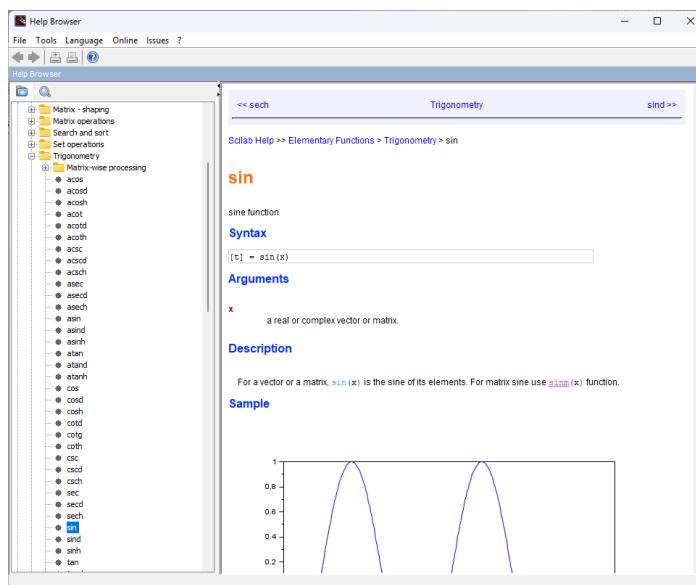 Help Browser
File Tools Language Online Issues ?
Help Browser
Matrix - shaping
Matrix operations
Search and sort
Set operations
Trigonometry
Matrix-wise processing
acos
acosd
acosh
acot
acotd
acoth
acsc
acscd
acsch
asec
asecd
asech
asin
asind
asinh
atan
atand
atanh
cos
cosd
cosh
cotd
cotg
coth
csc
cscd
csch
sec
secd
sech
sin
sind
sinh
tan
<< sech Trigonometry sind >>
Scilab Help >> Elementary Functions > Trigonometry > sin
sin
sine function
Syntax
[t] = sin(x)
Arguments
x
a real or complex vector or matrix.
Description
For a vector or a matrix, sin(x) is the sine of its elements. For matrix sine use sinm(x) function.
Sample
1
0.8
0.6
0.4
0.2